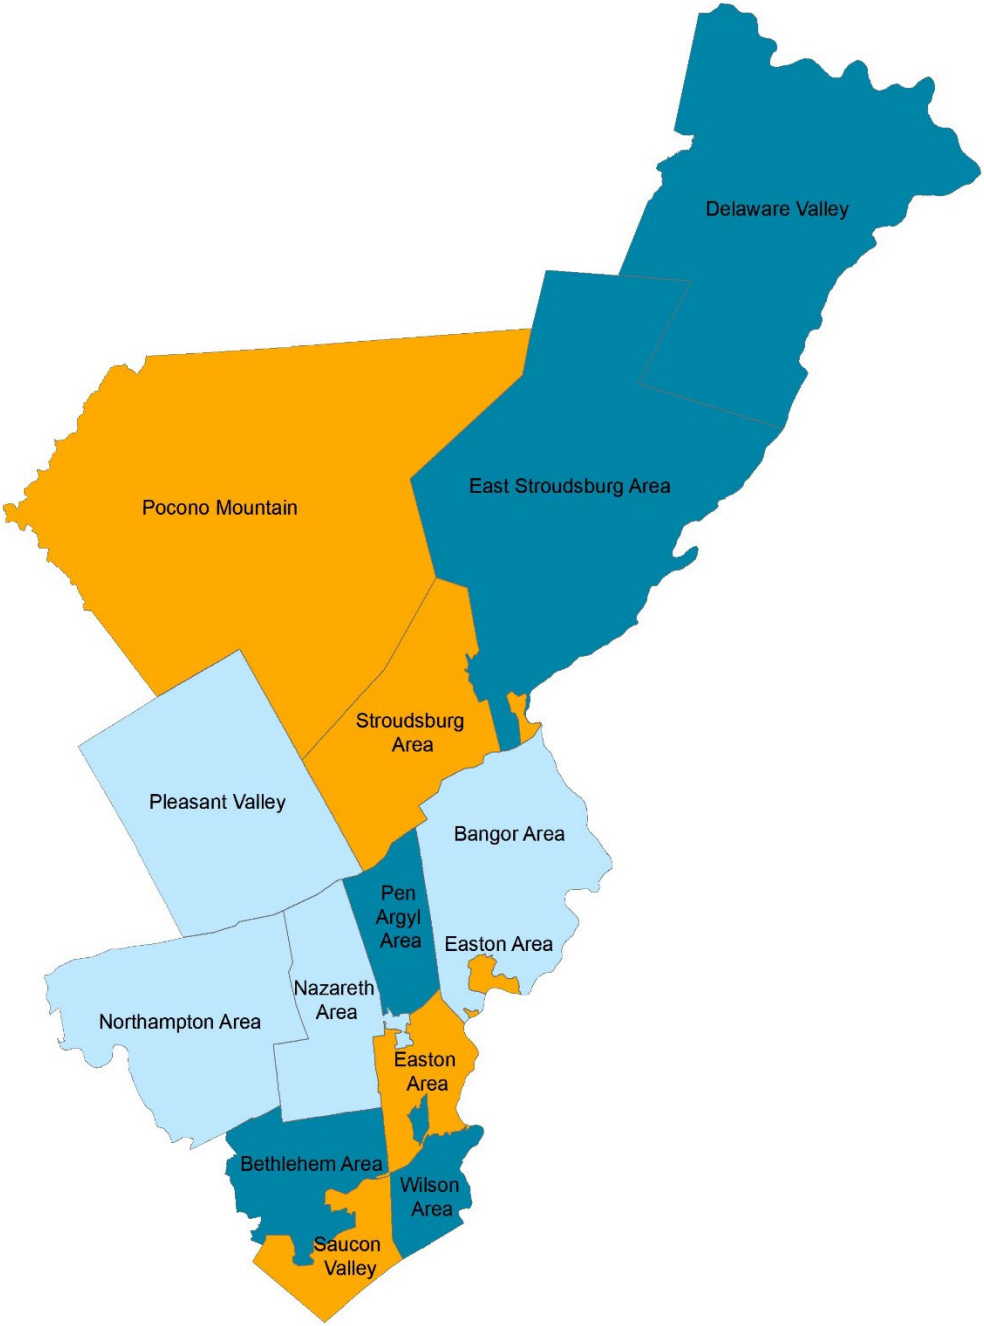 Delaware Valley
East Stroudsburg Area
Pocono Mountain
Stroudsburg
Area
Pleasant Valley
Bangor Area
Pen
Argyl
Area
Easton Area
Nazareth
Area
Northampton Area
Easton
Area
Bethlehem Area
Wilson
Area
Saucon
Valley